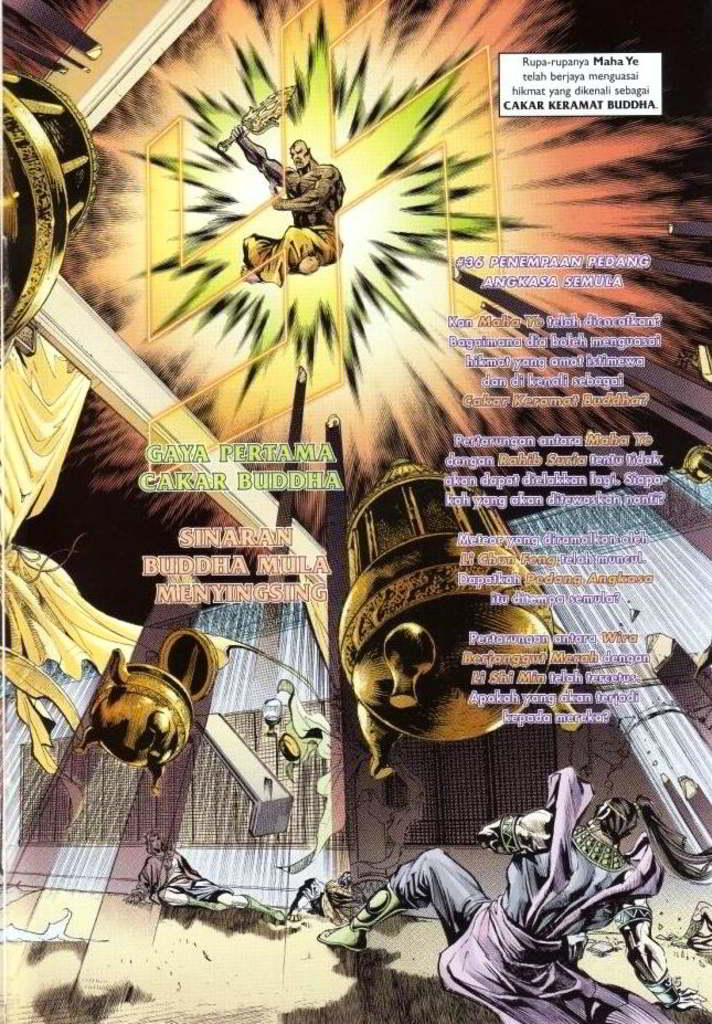 Rupa-rupanya Maha Ye
telah berjaya menguasai
hikmat yang dikenali sebagai
CAKAR KERAMAT BUDDHA.
#36 PENEMPAAN PEDANG
ANGKASA SEMULA
Kan Maha Ye telah dicacatkan?
Bagaimana dia boleh menguasai
hikmat yang amat istimewa
dan di kenali sebagai
Cakar Keramat Buddha?
GAYA PERTAMA
CAKAR BUDDHA
Pertarungan antara Maha Ye
dengan Rahib Suria tentu tidak
akan dapat dielakkan lagi. Siapa-
kah yang akan ditewaskan nanti?
SINARAN
BUDDHA MULA
MENYINGSING
Meteor yang diramalkan oleh
Li Chon Feng telah muncul.
Dapatkah Pedang Angkasa
itu ditempa semula?
Pertarungan antara Wira
Berjanggut Merah dengan
Li Shi Min telah tercetus.
Apakah yang akan terjadi
kepada mereka?
35